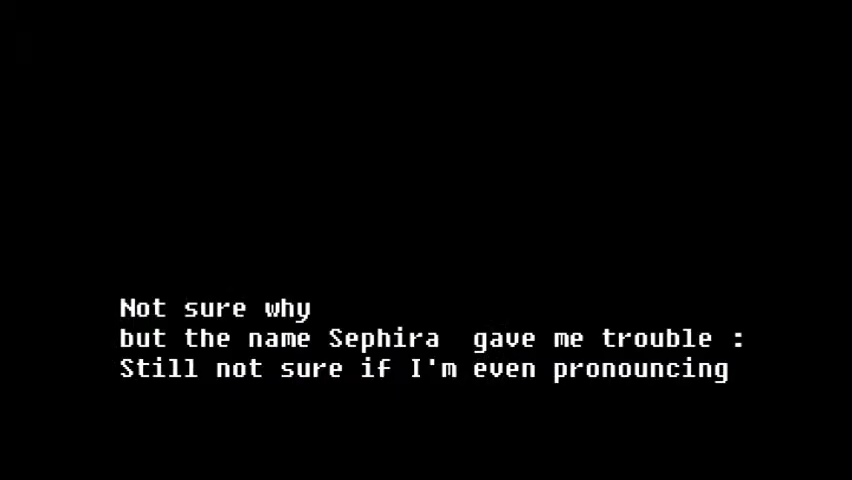 Not sure why
but the name Sephira  gave me trouble :
Still not sure if I'm even pronouncing